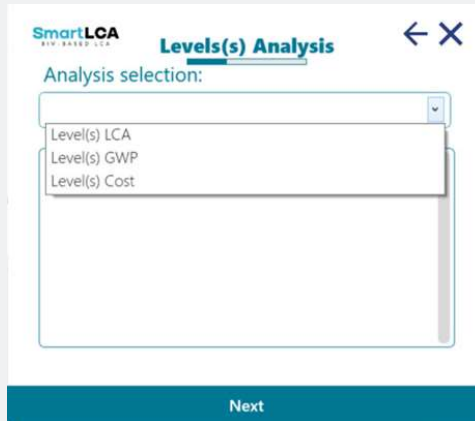 SmartLCA
BIM-BASED LCA
Levels(s) Analysis
Analysis selection:
Level(s) LCA
Level(s) GWP
Level(s) Cost
Next